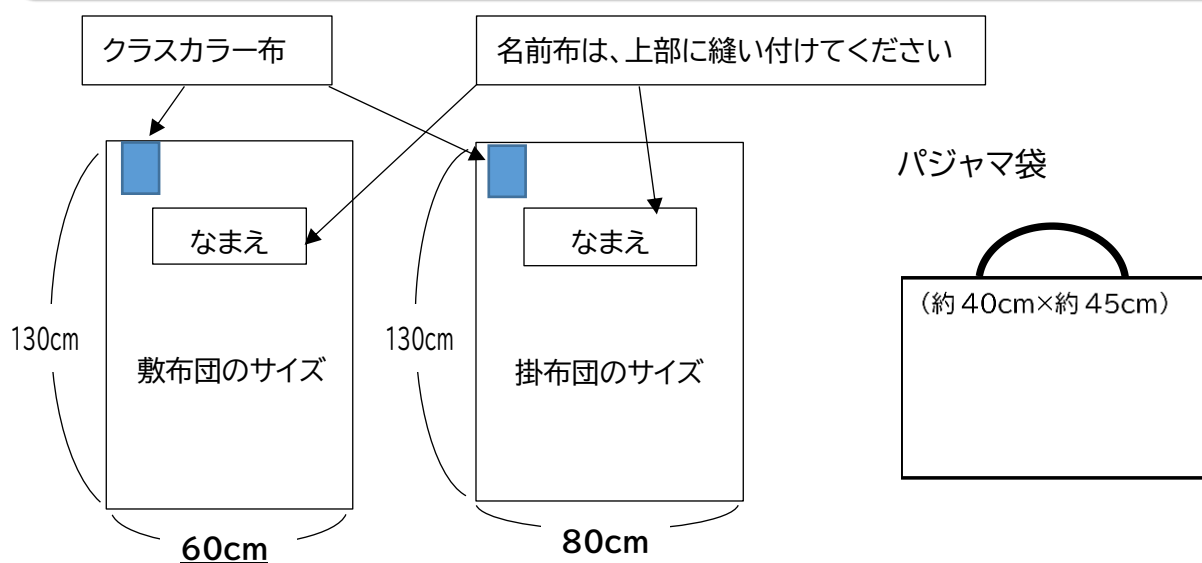 クラスカラー布
名前布は、上部に縫い付けてください
パジャマ袋
なまえ
なまえ
(約40cm×約45cm)
130cm
130cm
敷布団のサイズ
掛布団のサイズ
60cm
80cm